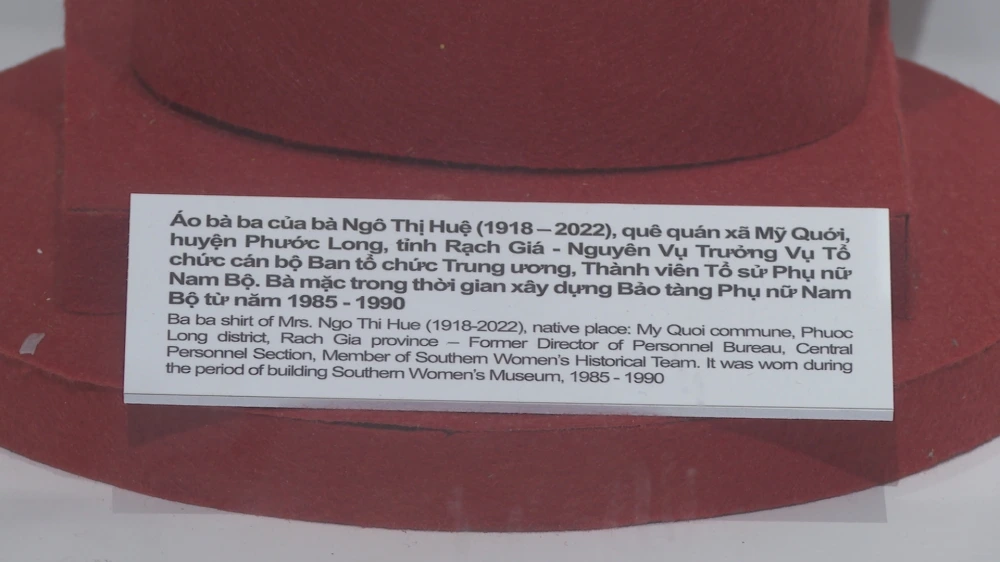 Áo bà ba của bà Ngô Thị Huệ (1918 – 2022), quê quán xã Mỹ Quới,
huyện Phước Long, tỉnh Rạch Giá - Nguyên Vụ Trưởng Vụ Tổ
chức cán bộ Ban tổ chức Trung ương, Thành viên Tổ sử Phụ nữ
Nam Bộ. Bà mặc trong thời gian xây dựng Bảo tàng Phụ nữ Nam
Bộ từ năm 1985 - 1990
Ba ba shirt of Mrs. Ngo Thi Hue (1918-2022), native place: My Quoi commune, Phuoc
Long district, Rach Gia province – Former Director of Personnel Bureau, Central
Personnel Section, Member of Southern Women's Historical Team. It was worn during
the period of building Southern Women's Museum, 1985 - 1990